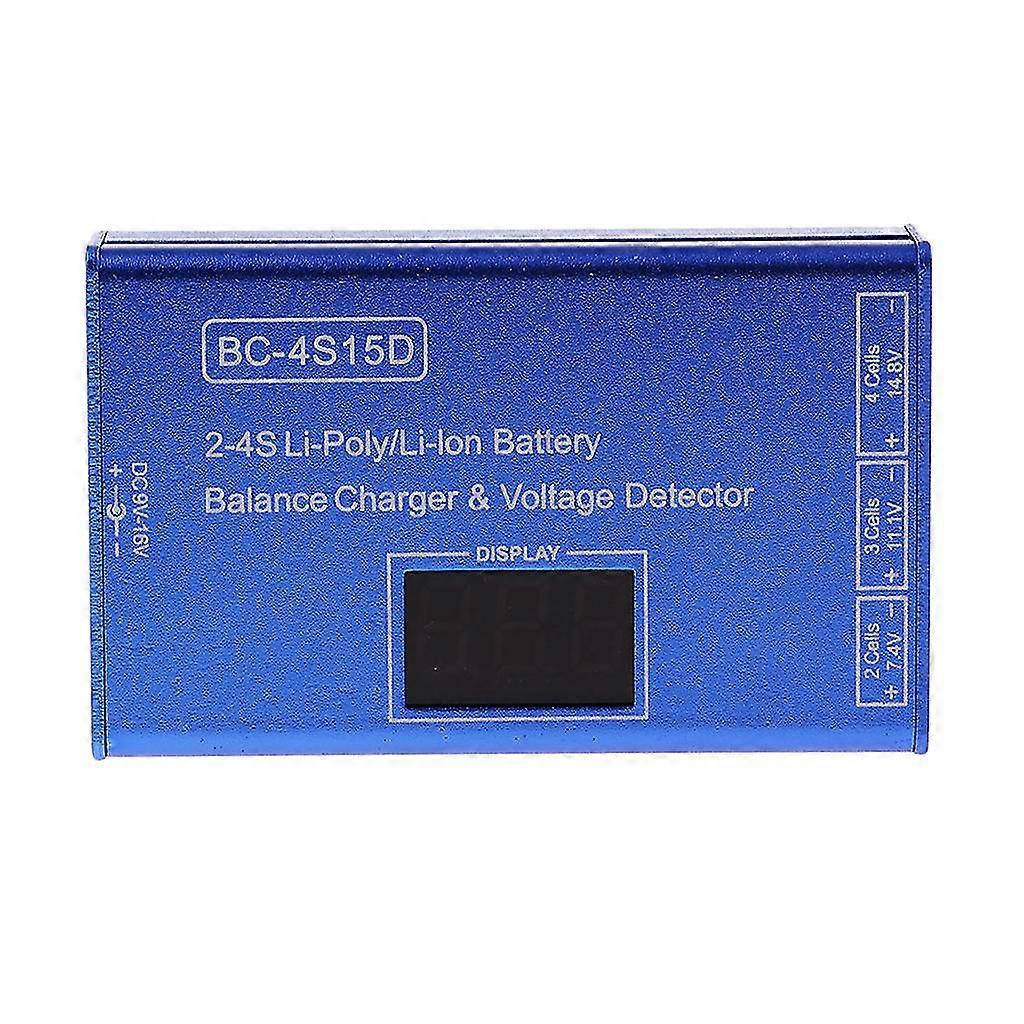 BC-4S15D
2-4S Li-Poly/Li-Ion Battery
Balance Charger & Voltage Detector
DISPLAY
+ -
DC9V-16V
4 Cells
+ 14.8V -
3 Cells
+ 11.1V -
2 Cells
+ 7.4V -